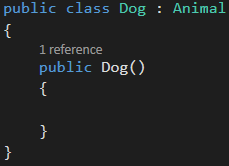 public class Dog : Animal
{
1 reference
public Dog()
{
}
}